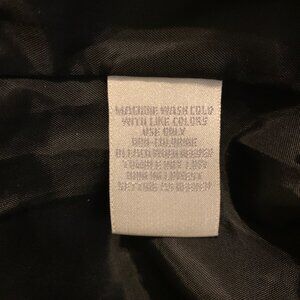 MACHINE WASH COLD
WITH LIKE COLORS
USE ONLY
NON-CHLORINE
BLEACH WHEN NEEDED
TUMBLE DRY LOW